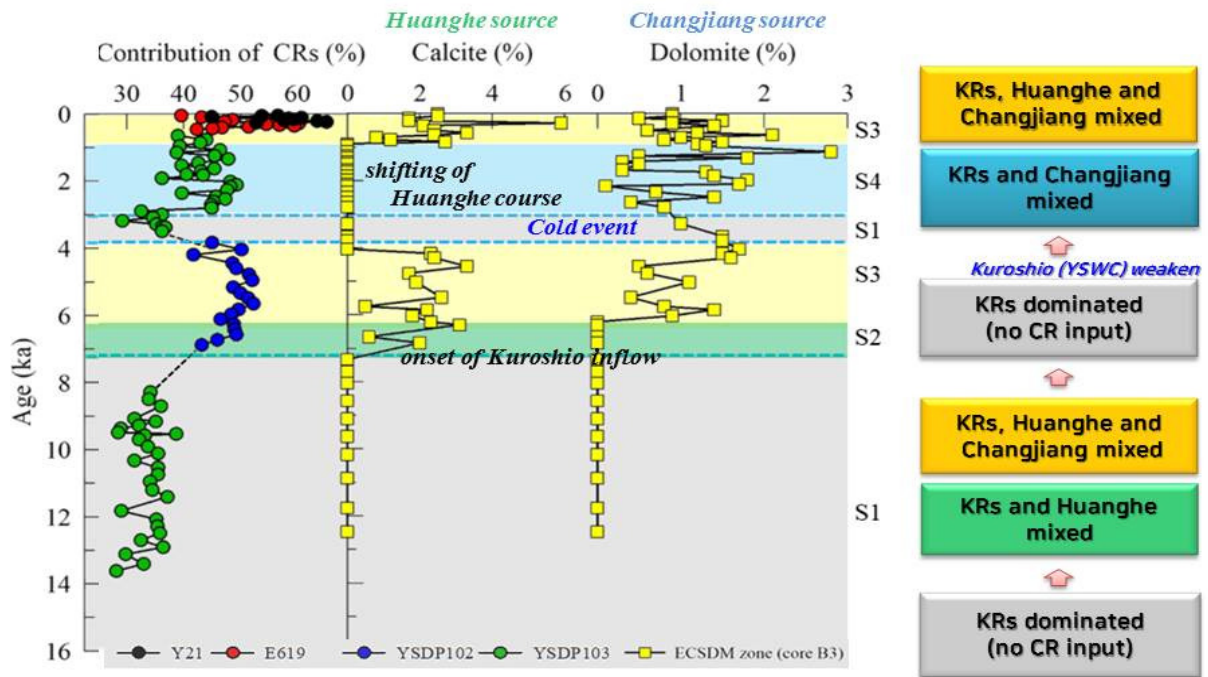 Huanghe source
Changjiang source
Contribution of CRs (%)
Calcite (%)
Dolomite (%)
30 40 50 60
0 2 4 6
0 1 2 3
Age (ka)
0
2
4
6
8
10
12
14
16
shifting of
Huanghe course
Cold event
onset of Kuroshio Inflow
S3
S4
S1
S3
S2
S1
Y21
E619
YSDP102
YSDP103
ECSDM zone (core B3)
KRs, Huanghe and
Changjiang mixed
KRs and Changjiang
mixed
Kuroshio (YSWC) weaken
KRs dominated
(no CR input)
KRs, Huanghe and
Changjiang mixed
KRs and Huanghe
mixed
KRs dominated
(no CR input)